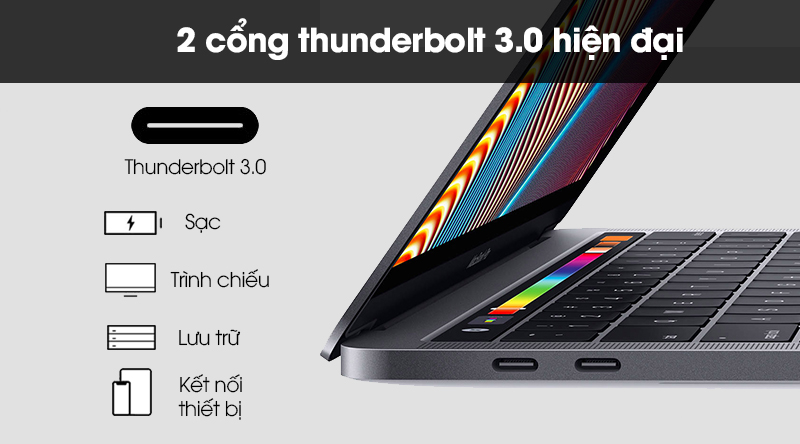 2 cổng thunderbolt 3.0 hiện đại
Thunderbolt 3.0
Sạc
Trình chiếu
Lưu trữ
Kết nối
thiết bị